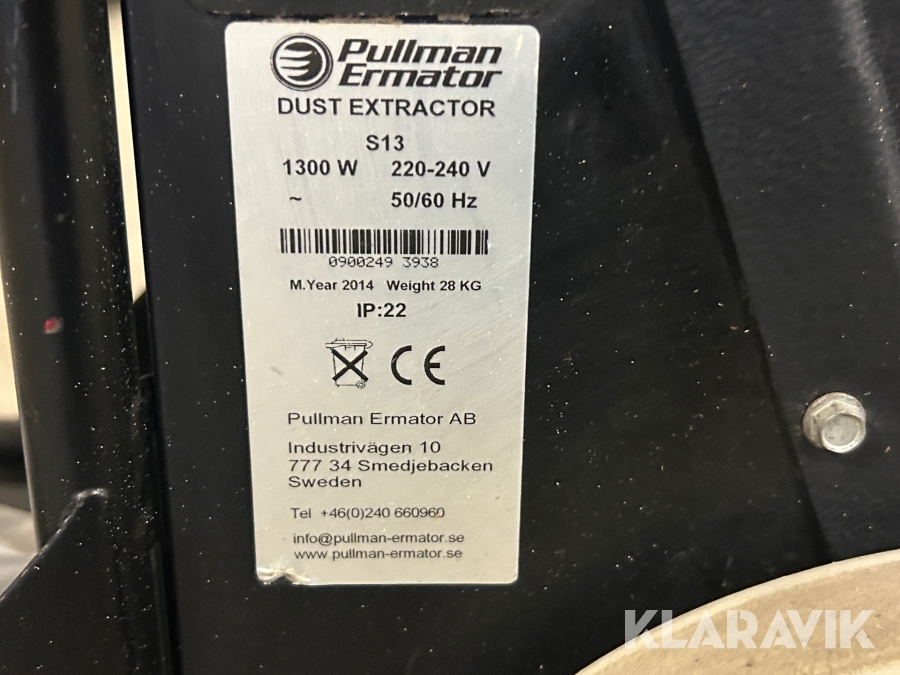 Pullman
Ermator
DUST EXTRACTOR
S13
1300 W 220-240 V
~ 50/60 Hz
0900249 3938
M.Year 2014 Weight 28 KG
IP:22
CE
Pullman Ermator AB
Industrivägen 10
777 34 Smedjebacken
Sweden
Tel +46(0)240 660960
info@pullman-ermator.se
www.pullman-ermator.se
KLARAVIK